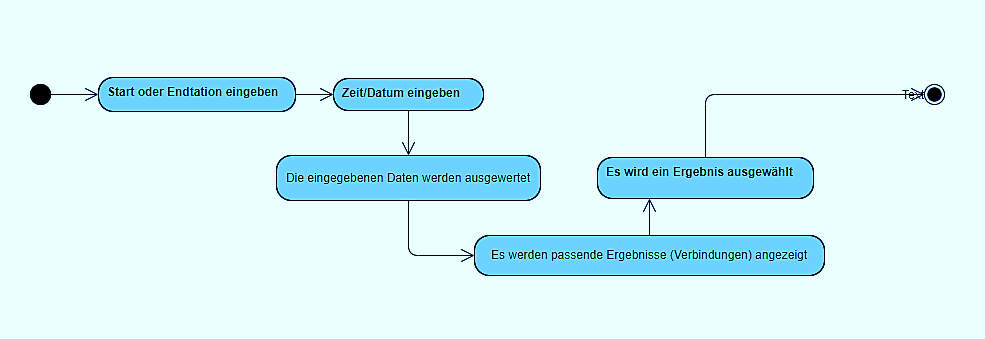 Start oder Endtation eingeben
Zeit/Datum eingeben
Die eingegebenen Daten werden ausgewertet
Es werden passende Ergebnisse (Verbindungen) angezeigt
Es wird ein Ergebnis ausgewählt
Text